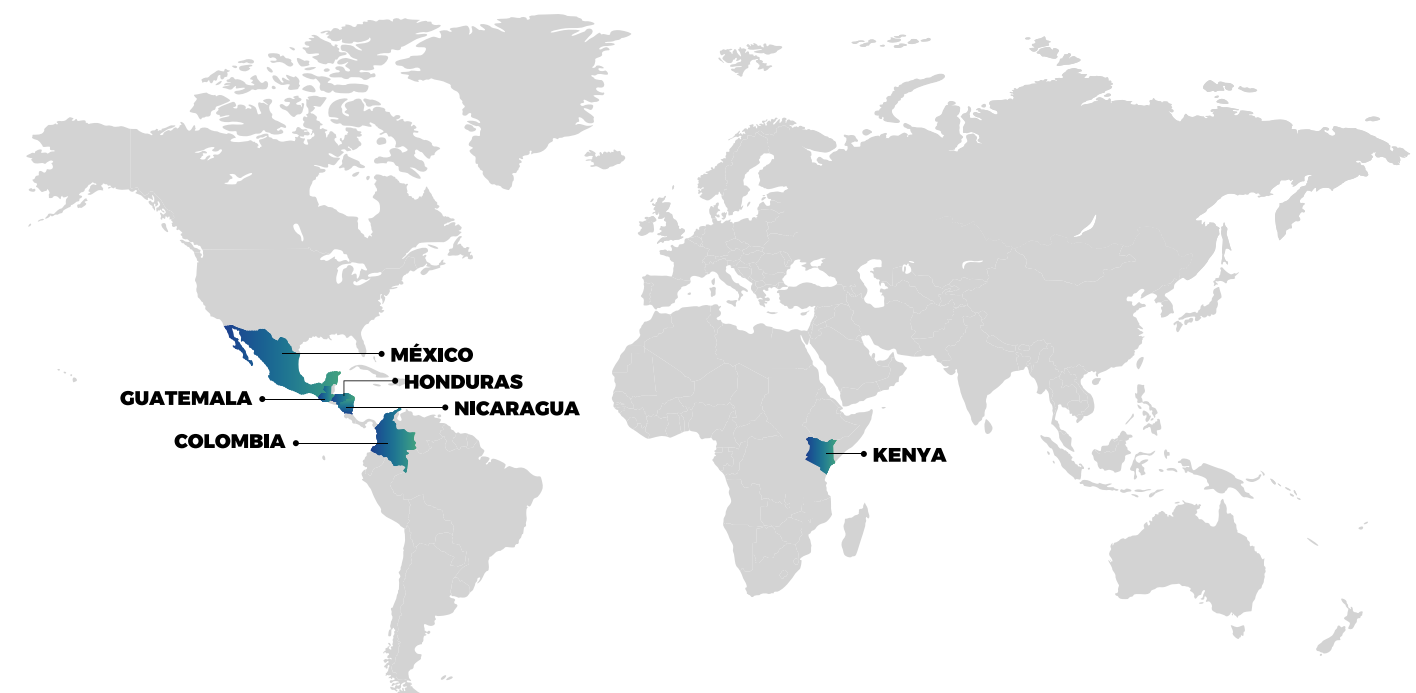 MÉXICO
HONDURAS
GUATEMALA
NICARAGUA
COLOMBIA
KENYA